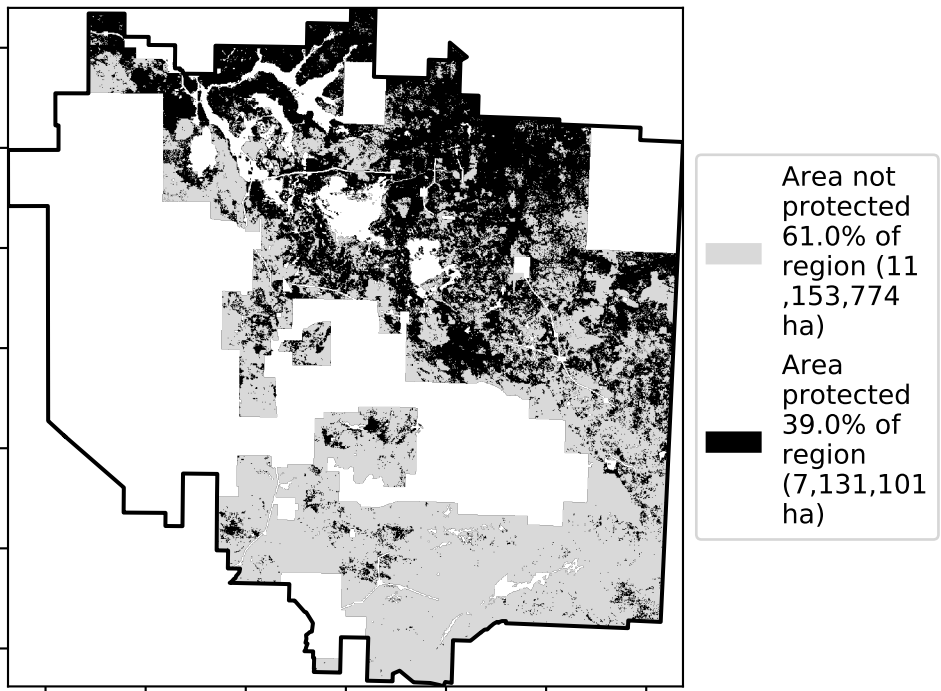 Area not
protected
61.0% of
region (11
,153,774
ha)
Area
protected
39.0% of
region
(7,131,101
ha)